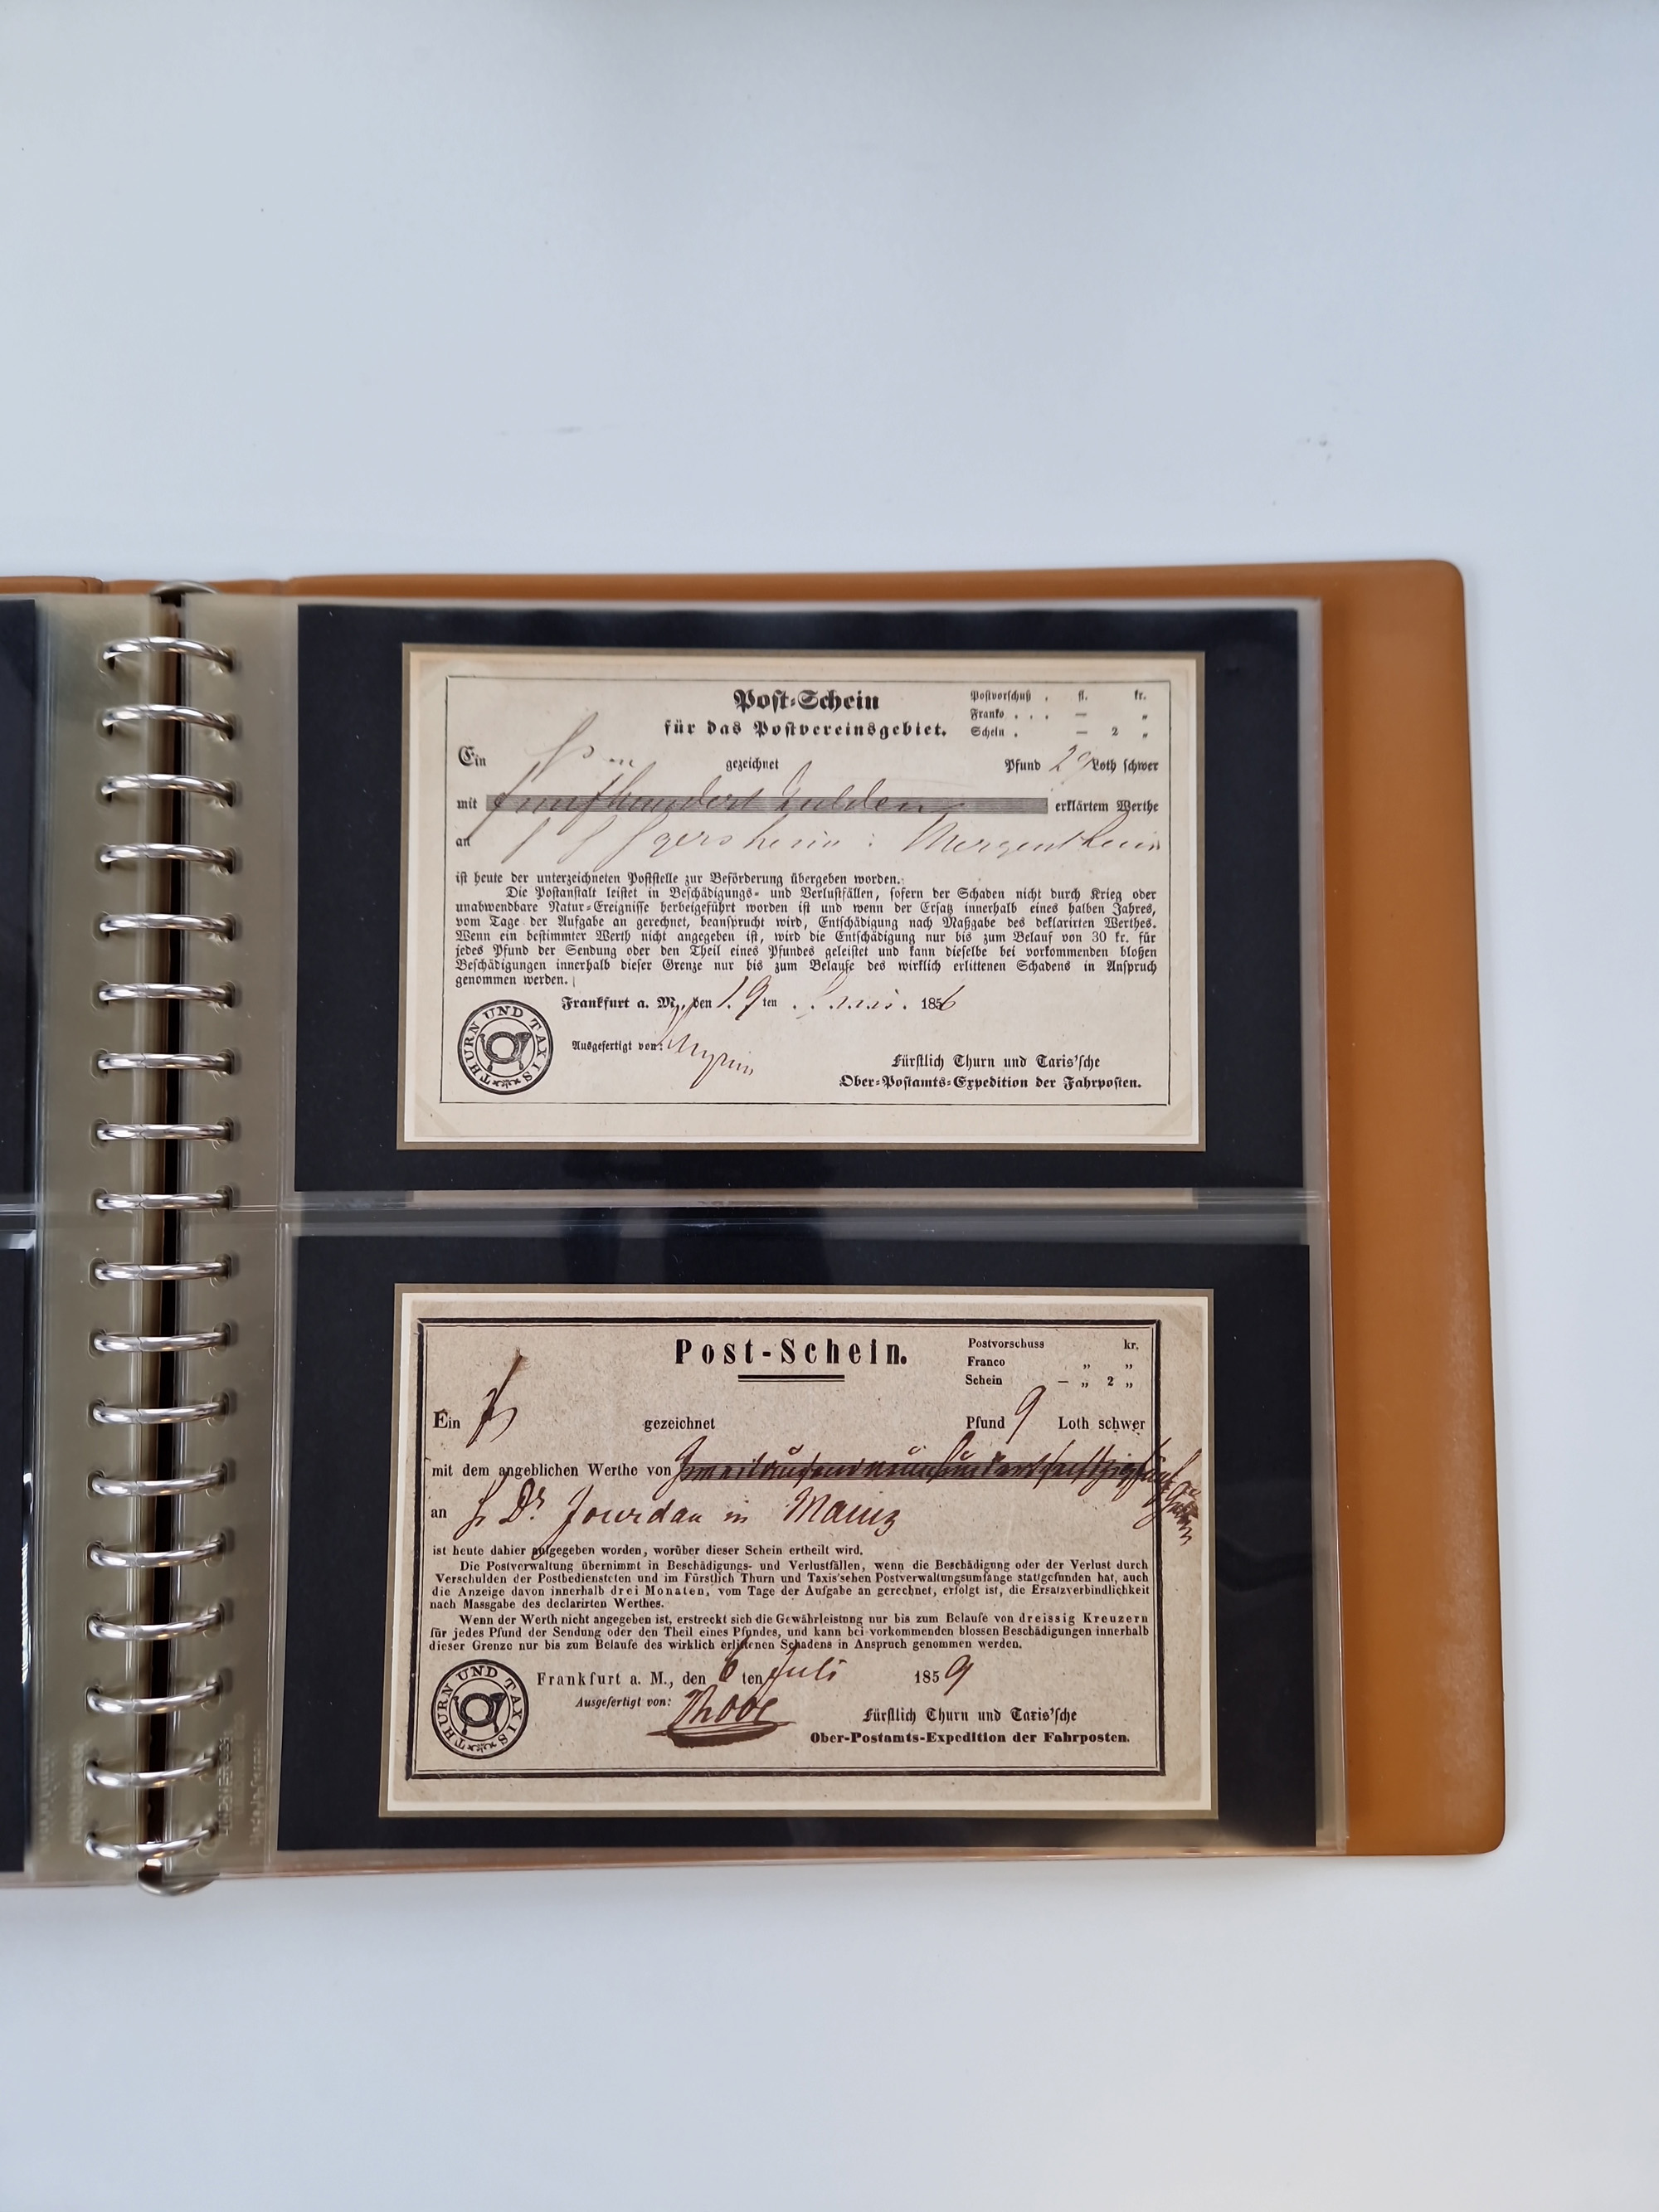 Post-Schein
für das Postvereinsgebiet.
Postvorschuß . fl. kr.
Franko . . . — „
Schein . — 2 „
Ein gezeichnet Pfund Loth schwer
mit fünfhundert Gulden erklärtem Werthe
an Mergentheim
ist heute der unterzeichneten Poststelle zur Beförderung übergeben worden.
Die Postanstalt leistet in Beschädigungs- und Verlustfällen, sofern der Schaden nicht durch Krieg oder
unabwendbare Natur-Ereignisse herbeigeführt worden ist und wenn der Ersatz innerhalb eines halben Jahres,
vom Tage der Aufgabe an gerechnet, beansprucht wird, Entschädigung nach Maßgabe des deklarirten Werthes.
Wenn ein bestimmter Werth nicht angegeben ist, wird die Entschädigung nur bis zum Belauf von 30 kr. für
jedes Pfund der Sendung oder den Theil eines Pfundes geleistet und kann dieselbe bei vorkommenden bloßen
Beschädigungen innerhalb dieser Grenze nur bis zum Belaufe des wirklich erlittenen Schadens in Anspruch
genommen werden.
Frankfurt a. M., den 19 ten 1856
THURN UND TAXIS
Ausgefertigt von:
Fürstlich Thurn und Taxis'sche
Ober-Postamts-Expedition der Fahrposten.
Post-Schein.
Postvorschuss kr.
Franco „ „
Schein — „ 2 „
Ein gezeichnet Pfund 9 Loth schwer
mit dem angeblichen Werthe von
an Dr Jourdan in Mainz
ist heute dahier aufgegeben worden, worüber dieser Schein ertheilt wird.
Die Postverwaltung übernimmt in Beschädigungs- und Verlustfällen, wenn die Beschädigung oder der Verlust durch
Verschulden der Postbediensteten und im Fürstlich Thurn und Taxis'sehen Postverwaltungsumfange stattgefunden hat, auch
die Anzeige davon innerhalb drei Monaten, vom Tage der Aufgabe an gerechnet, erfolgt ist, die Ersatzverbindlichkeit
nach Massgabe des declarirten Werthes.
Wenn der Werth nicht angegeben ist, erstreckt sich die Gewährleistung nur bis zum Belaufe von dreissig Kreuzern
für jedes Pfund der Sendung oder den Theil eines Pfundes, und kann bei vorkommenden blossen Beschädigungen innerhalb
dieser Grenze nur bis zum Belaufe des wirklich erlittenen Schadens in Anspruch genommen werden.
Frankfurt a. M., den 6 ten Juli 1859
THURN UND TAXIS
Ausgefertigt von:
Fürstlich Thurn und Taxis'sche
Ober-Postamts-Expedition der Fahrposten.